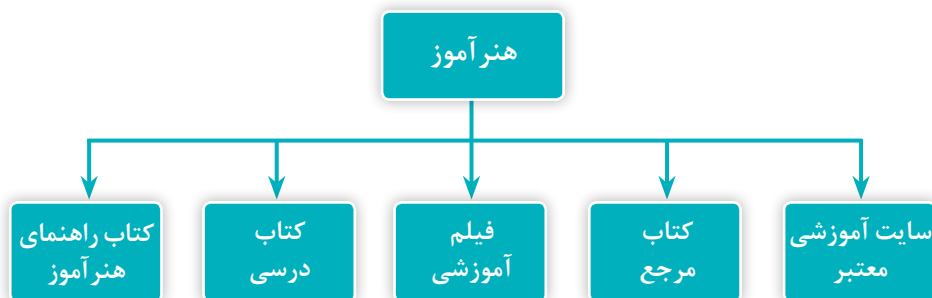 هنرآموز
سایت آموزشی
معتبر
کتاب
مرجع
فیلم
آموزشی
کتاب
درسی
کتاب راهنمای
هنرآموز